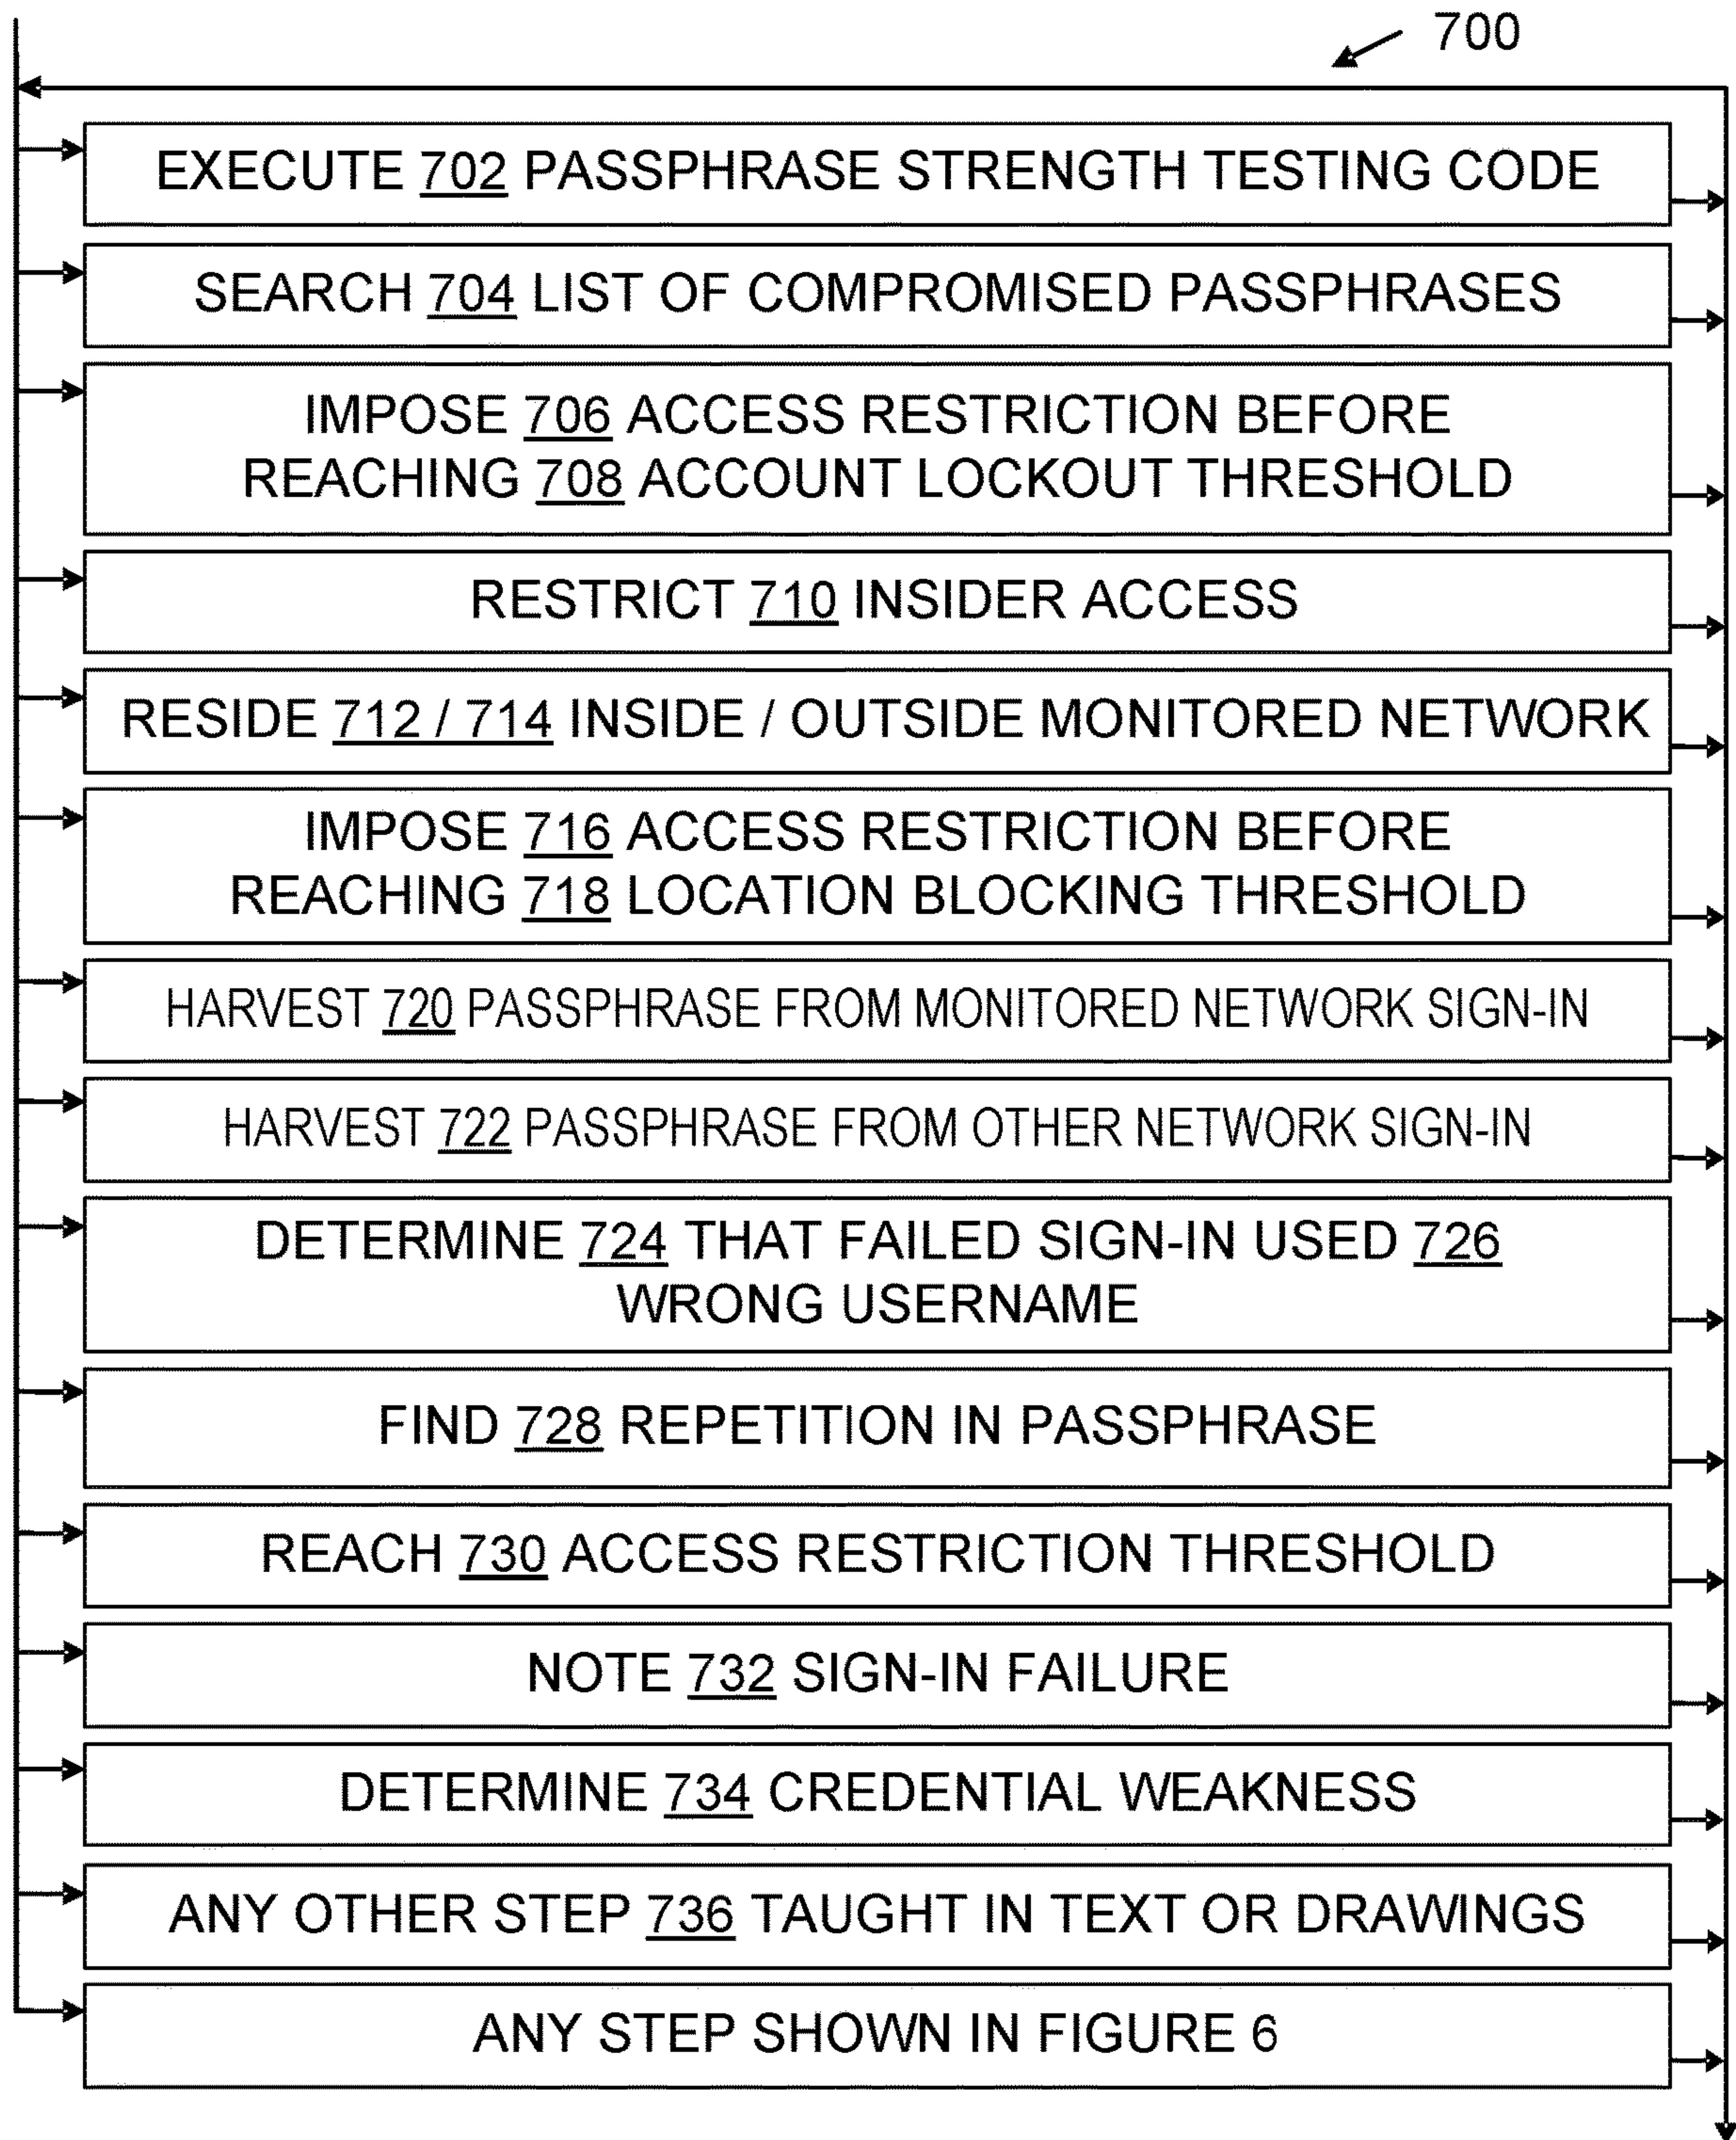 700
EXECUTE 702 PASSPHRASE STRENGTH TESTING CODE
SEARCH 704 LIST OF COMPROMISED PASSPHRASES
IMPOSE 706 ACCESS RESTRICTION BEFORE
REACHING 708 ACCOUNT LOCKOUT THRESHOLD
RESTRICT 710 INSIDER ACCESS
RESIDE 712 / 714 INSIDE / OUTSIDE MONITORED NETWORK
IMPOSE 716 ACCESS RESTRICTION BEFORE
REACHING 718 LOCATION BLOCKING THRESHOLD
HARVEST 720 PASSPHRASE FROM MONITORED NETWORK SIGN-IN
HARVEST 722 PASSPHRASE FROM OTHER NETWORK SIGN-IN
DETERMINE 724 THAT FAILED SIGN-IN USED 726
WRONG USERNAME
FIND 728 REPETITION IN PASSPHRASE
REACH 730 ACCESS RESTRICTION THRESHOLD
NOTE 732 SIGN-IN FAILURE
DETERMINE 734 CREDENTIAL WEAKNESS
ANY OTHER STEP 736 TAUGHT IN TEXT OR DRAWINGS
ANY STEP SHOWN IN FIGURE 6